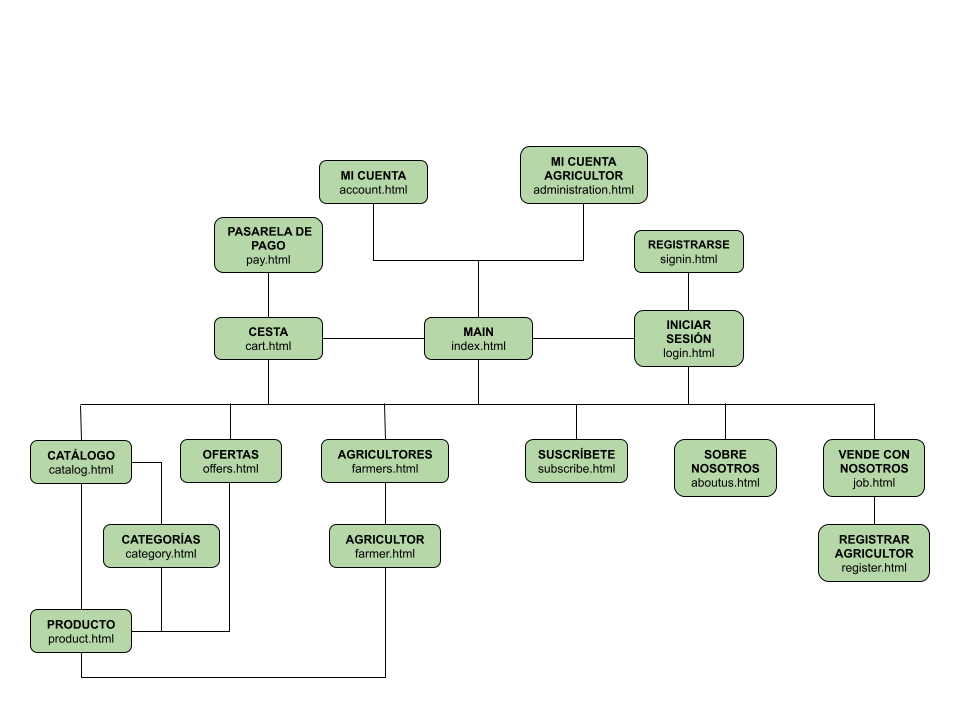 MI CUENTA
account.html
MI CUENTA
AGRICULTOR
administration.html
PASARELA DE
PAGO
pay.html
REGISTRARSE
signin.html
CESTA
cart.html
MAIN
index.html
INICIAR
SESIÓN
login.html
CATÁLOGO
catalog.html
OFERTAS
offers.html
AGRICULTORES
farmers.html
SUSCRÍBETE
subscribe.html
SOBRE
NOSOTROS
aboutus.html
VENDE CON
NOSOTROS
job.html
CATEGORÍAS
category.html
AGRICULTOR
farmer.html
REGISTRAR
AGRICULTOR
register.html
PRODUCTO
product.html